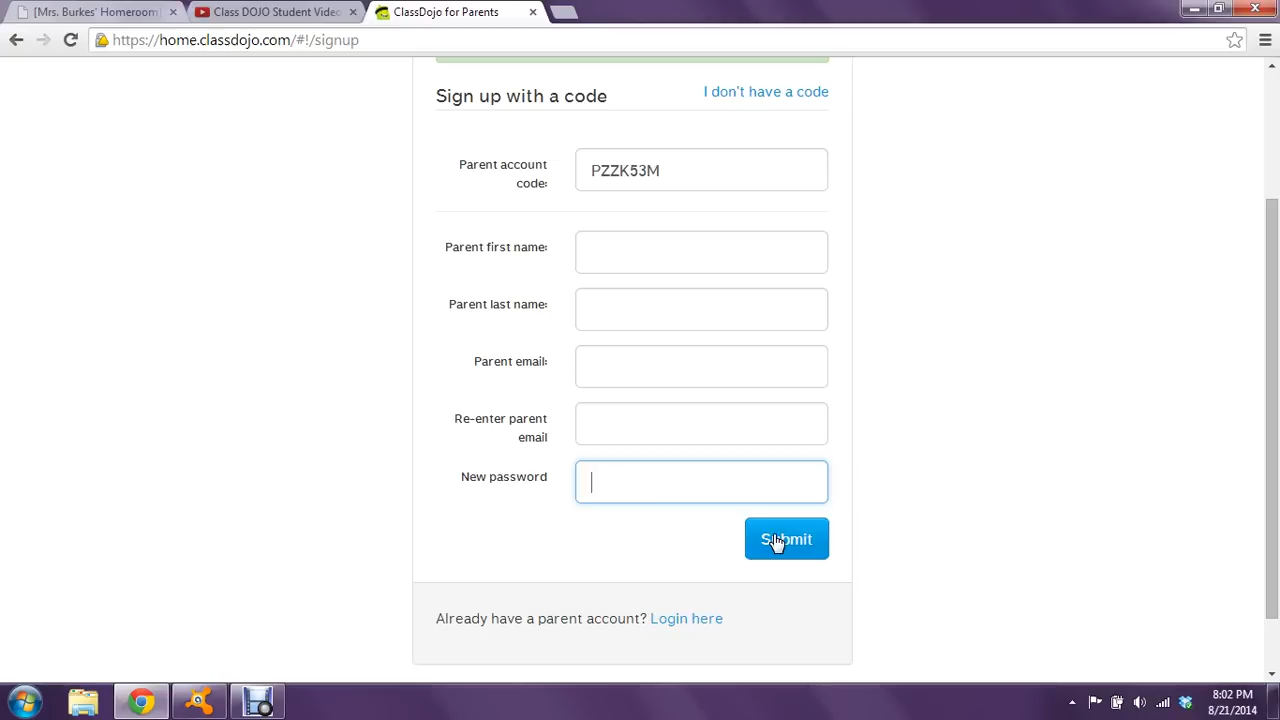 [Mrs. Burkes' Homeroom
Class DOJO Student Video
ClassDojo for Parents
https://home.classdojo.com/#!/signup
Sign up with a code
I don't have a code
Parent account
code:
PZZK53M
Parent first name:
Parent last name:
Parent email:
Re-enter parent
email
New password
Submit
Already have a parent account? Login here
8:02 PM
8/21/2014